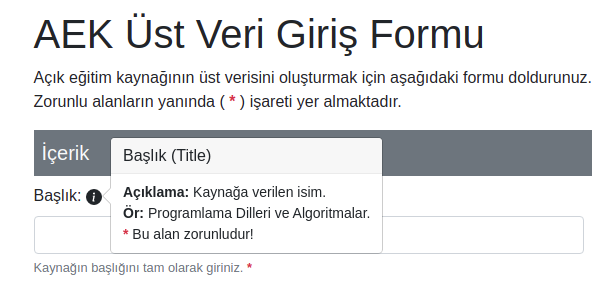 AEK Üst Veri Giriş Formu
Açık eğitim kaynağının üst verisini oluşturmak için aşağıdaki formu doldurunuz.
Zorunlu alanların yanında ( * ) işareti yer almaktadır.
İçerik
Başlık (Title)
Başlık: i
Açıklama: Kaynağa verilen isim.
Ör: Programlama Dilleri ve Algoritmalar.
* Bu alan zorunludur!
Kaynağın başlığını tam olarak giriniz. *